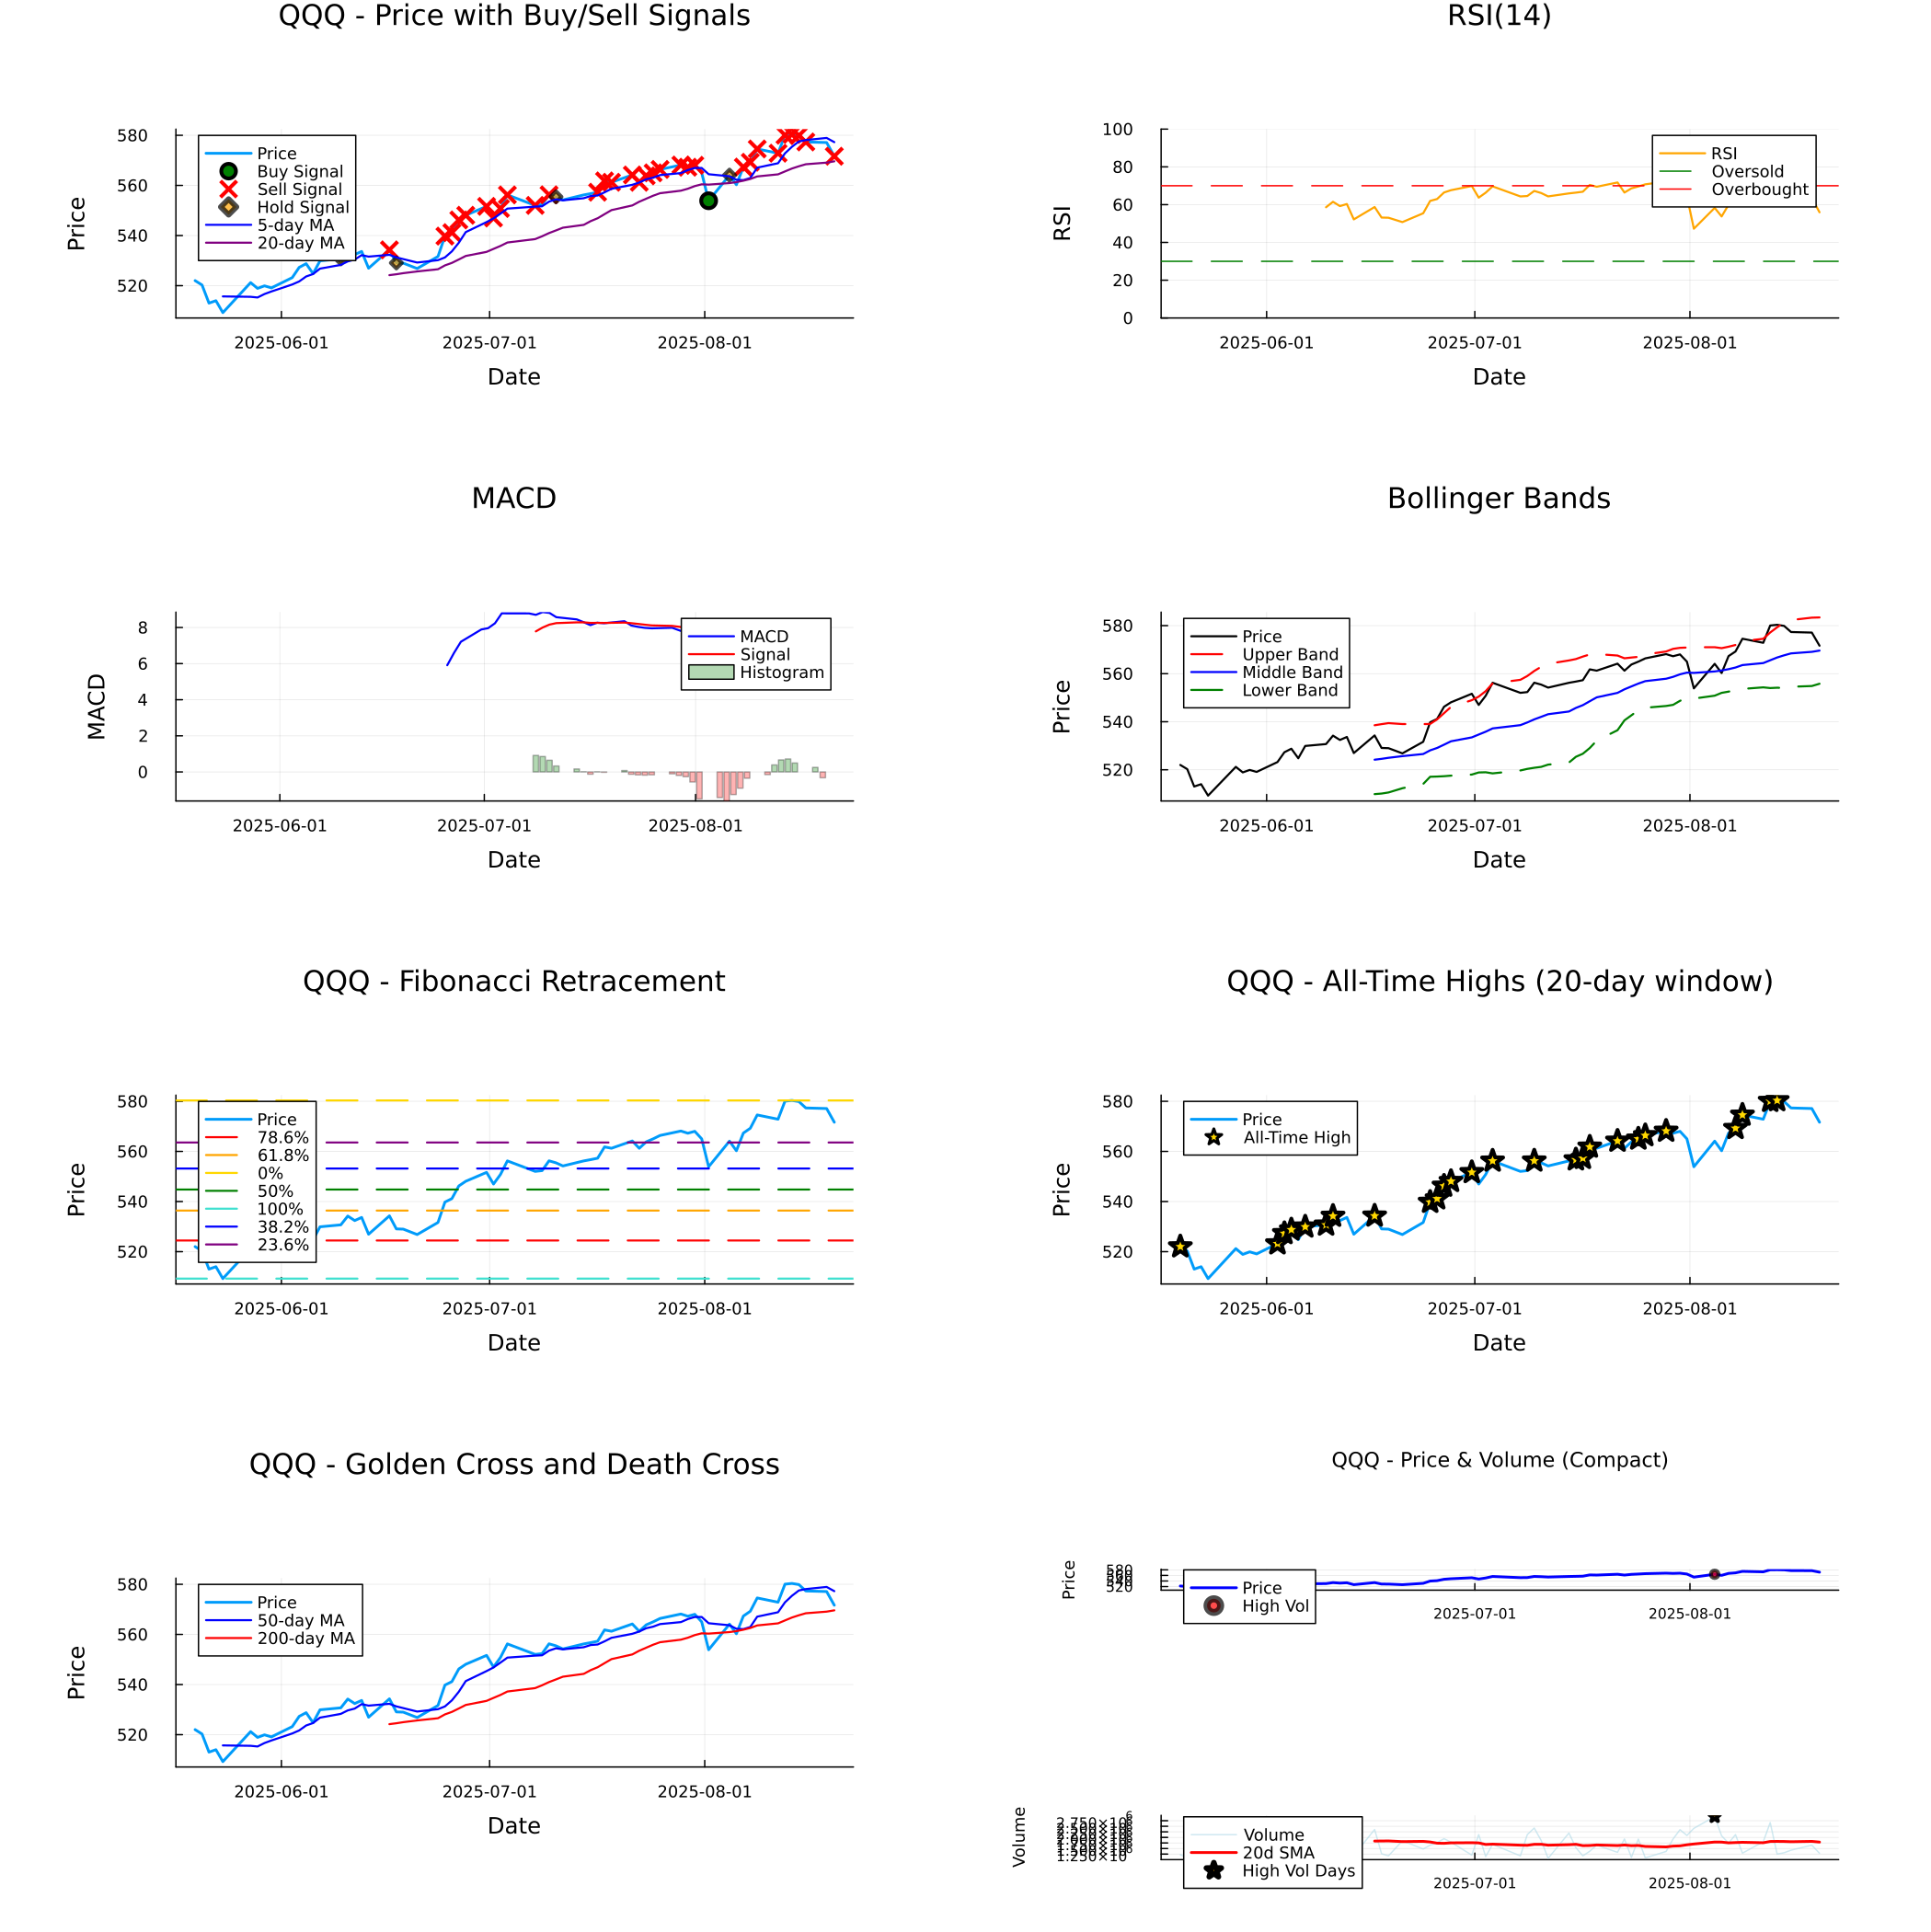 QQQ - Price with Buy/Sell Signals
Price
580
560
540
520
Price
Buy Signal
Sell Signal
Hold Signal
5-day MA
20-day MA
2025-06-01
2025-07-01
2025-08-01
Date
RSI(14)
RSI
100
80
60
40
20
0
RSI
Oversold
Overbought
2025-06-01
2025-07-01
2025-08-01
Date
MACD
MACD
8
6
4
2
0
MACD
Signal
Histogram
2025-06-01
2025-07-01
2025-08-01
Date
Bollinger Bands
Price
580
560
540
520
Price
Upper Band
Middle Band
Lower Band
2025-06-01
2025-07-01
2025-08-01
Date
QQQ - Fibonacci Retracement
Price
580
560
540
520
Price
78.6%
61.8%
0%
50%
100%
38.2%
23.6%
2025-06-01
2025-07-01
2025-08-01
Date
QQQ - All-Time Highs (20-day window)
Price
580
560
540
520
Price
All-Time High
2025-06-01
2025-07-01
2025-08-01
Date
QQQ - Golden Cross and Death Cross
Price
580
560
540
520
Price
50-day MA
200-day MA
2025-06-01
2025-07-01
2025-08-01
Date
QQQ - Price & Volume (Compact)
Price
580
520
Price
High Vol
2025-07-01
2025-08-01
Volume
Volume
20d SMA
High Vol Days
2025-07-01
2025-08-01